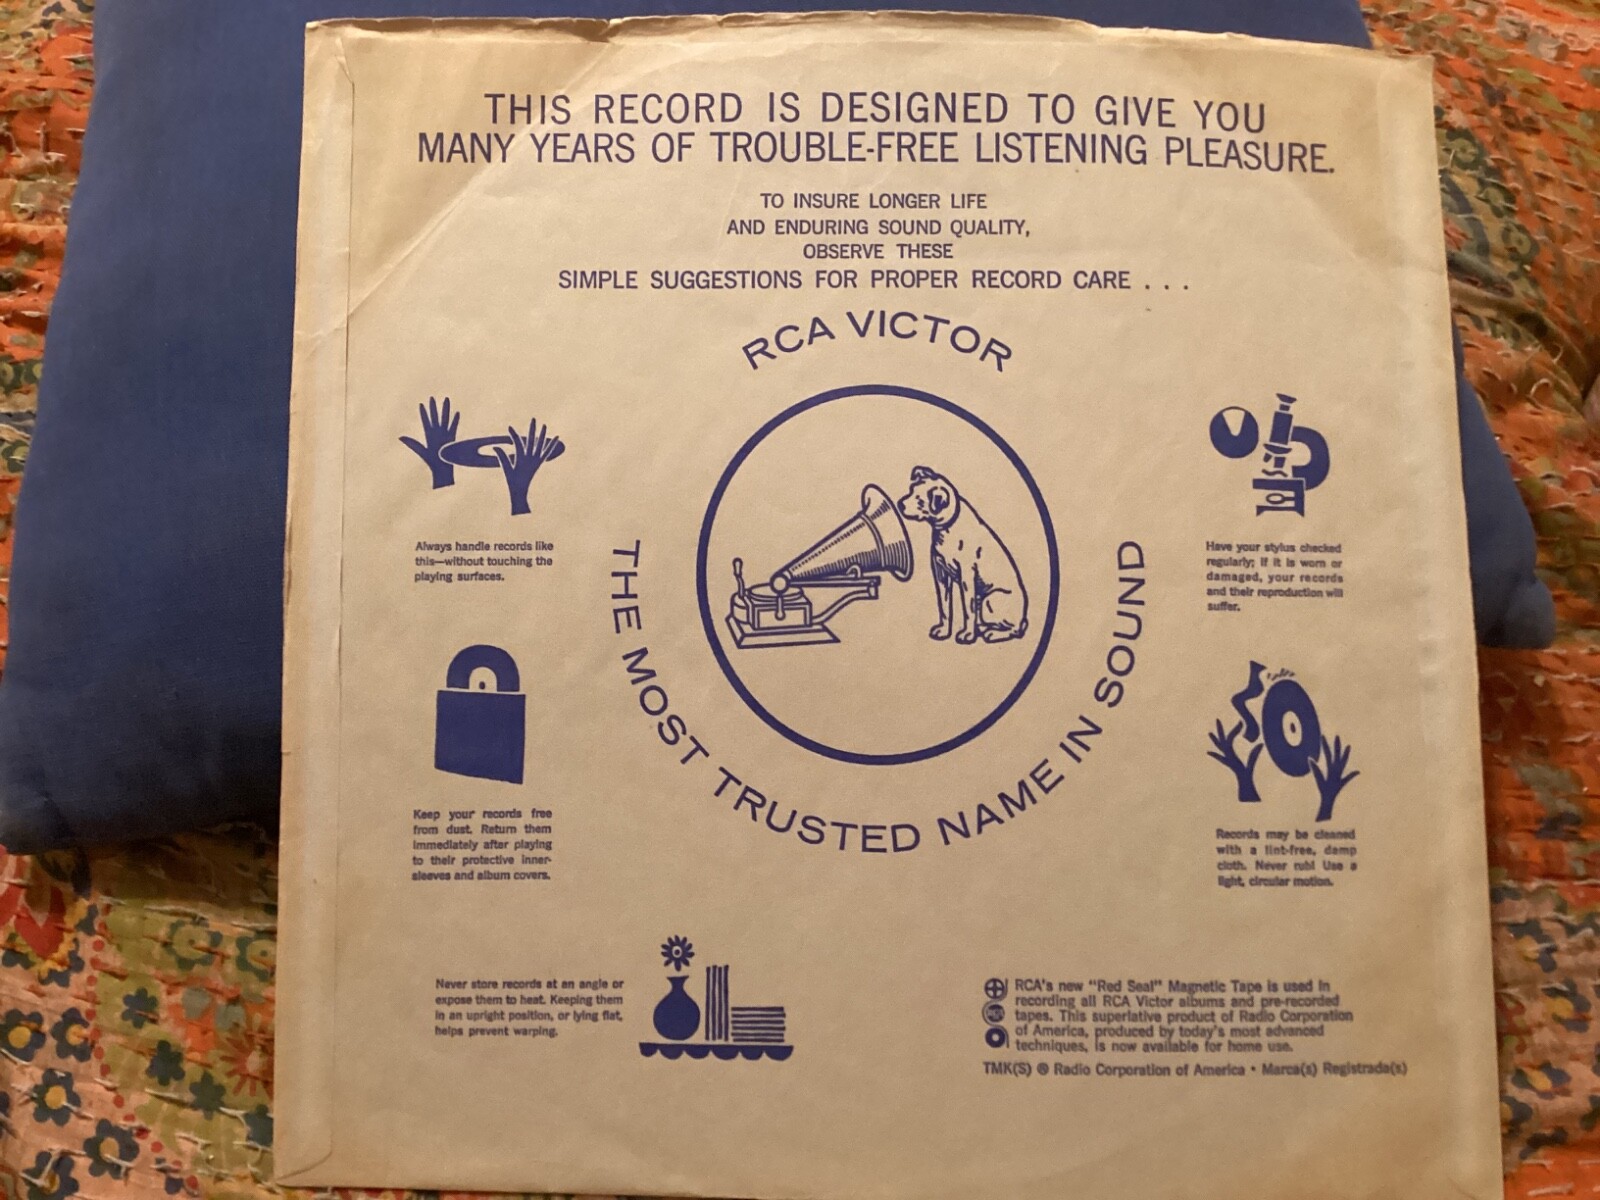 THIS RECORD IS DESIGNED TO GIVE YOU
MANY YEARS OF TROUBLE-FREE LISTENING PLEASURE.
TO INSURE LONGER LIFE
AND ENDURING SOUND QUALITY,
OBSERVE THESE
SIMPLE SUGGESTIONS FOR PROPER RECORD CARE . . .
RCA VICTOR
THE MOST TRUSTED NAME IN SOUND
Always handle records like
this—without touching the
playing surfaces.
Have your stylus checked
regularly; if it is worn or
damaged, your records
and their reproduction will
suffer.
Keep your records free
from dust. Return them
immediately after playing
to their protective inner-
sleeves and album covers.
Records may be cleaned
with a lint-free, damp
cloth. Never rub! Use a
light, circular motion.
Never store records at an angle or
expose them to heat. Keeping them
in an upright position, or lying flat,
helps prevent warping.
RCA's new "Red Seal" Magnetic Tape is used in
recording all RCA Victor albums and pre-recorded
tapes. This superlative product of Radio Corporation
of America, produced by today's most advanced
techniques, is now available for home use.
TMK(S) ® Radio Corporation of America • Marca(s) Registrada(s)